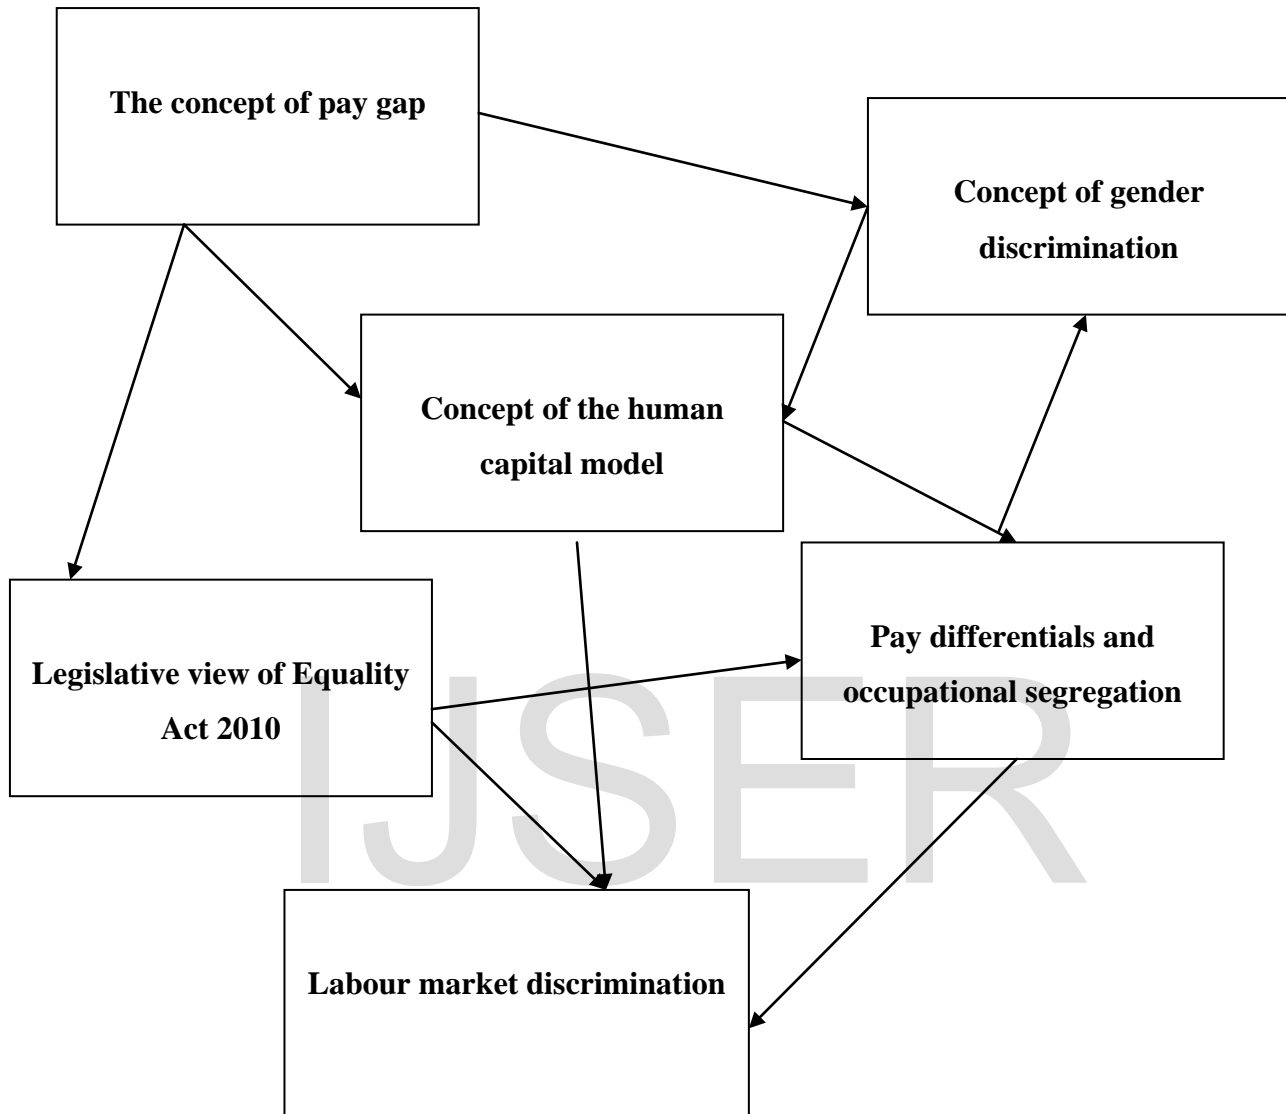 The concept of pay gap
Concept of gender
discrimination
Concept of the human
capital model
Legislative view of Equality
Act 2010
Pay differentials and
occupational segregation
IJSER
Labour market discrimination